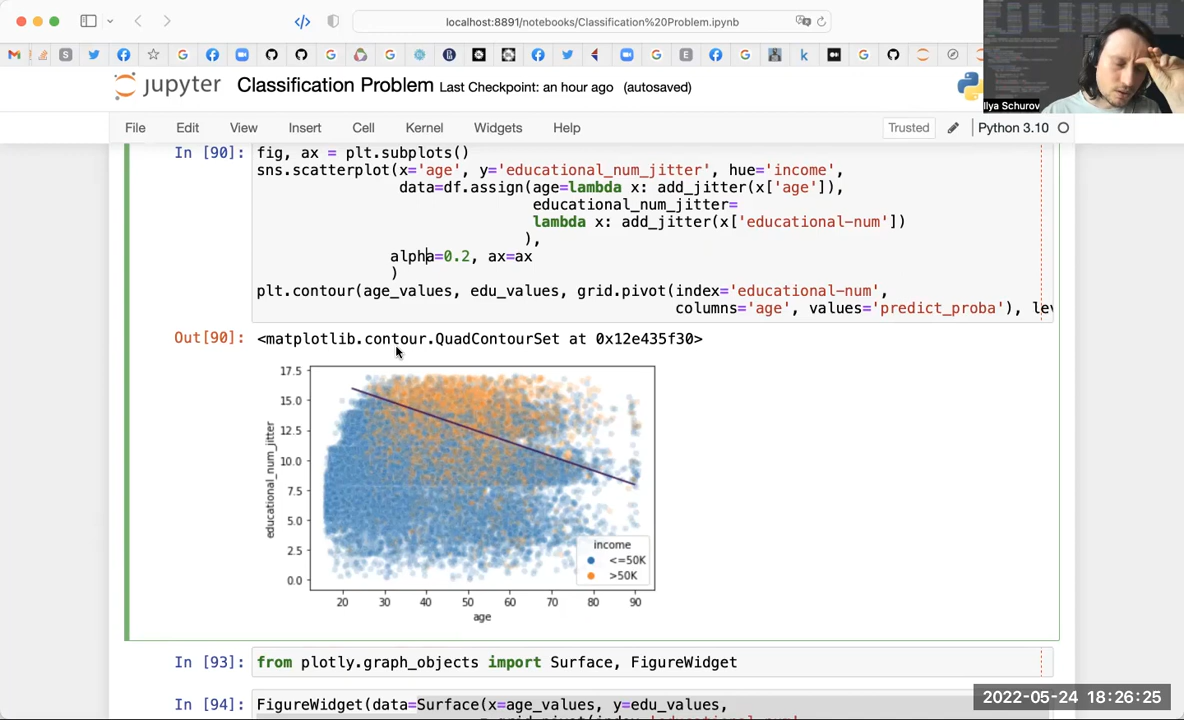 localhost:8891/notebooks/Classification%20Problem.ipynb
jupyter Classification Problem Last Checkpoint: an hour ago (autosaved)
Ilya Schurov
File Edit View Insert Cell Kernel Widgets Help Trusted Python 3.10
In [90]: fig, ax = plt.subplots()
sns.scatterplot(x='age', y='educational_num_jitter', hue='income',
data=df.assign(age=lambda x: add_jitter(x['age']),
educational_num_jitter=
lambda x: add_jitter(x['educational-num'])
),
alpha=0.2, ax=ax
)
plt.contour(age_values, edu_values, grid.pivot(index='educational-num',
columns='age', values='predict_proba'), lev
Out[90]: <matplotlib.contour.QuadContourSet at 0x12e435f30>
17.5
15.0
12.5
10.0
7.5
5.0
2.5
0.0
educational_num_jitter
income
<=50K
>50K
20 30 40 50 60 70 80 90
age
In [93]: from plotly.graph_objects import Surface, FigureWidget
In [94]: FigureWidget(data=Surface(x=age_values, y=edu_values,
2022-05-24 18:26:25